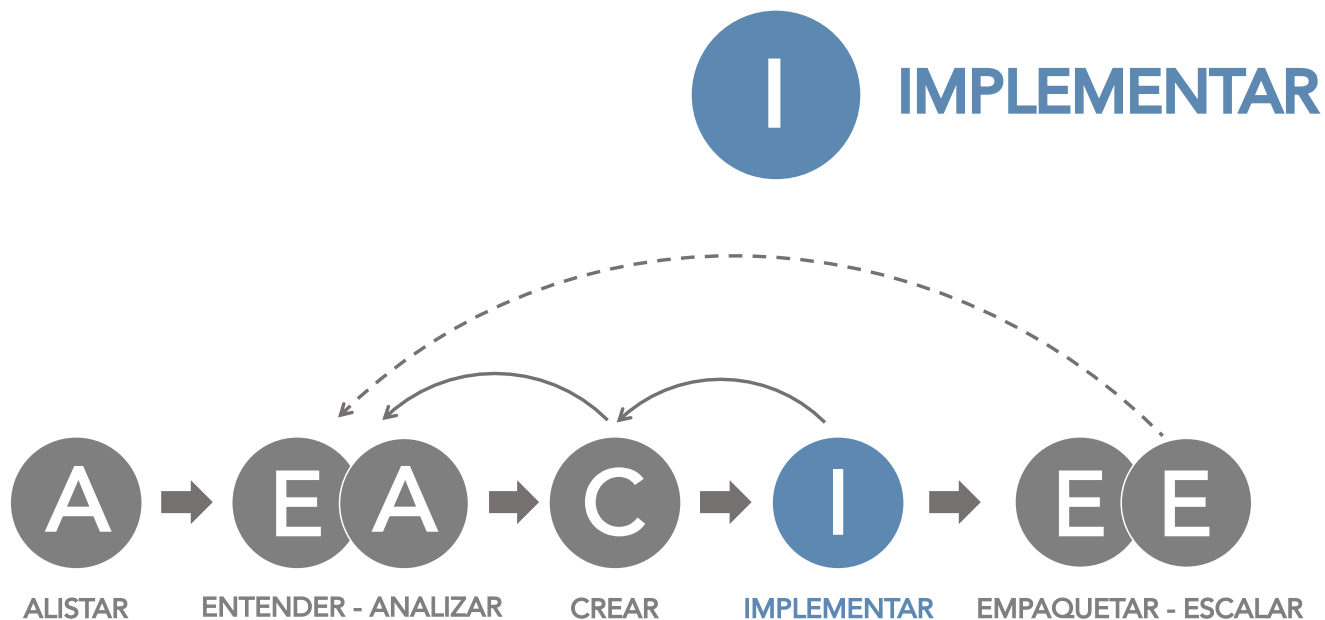 I IMPLEMENTAR
A E A C I E E
ALISTAR ENTENDER - ANALIZAR CREAR IMPLEMENTAR EMPAQUETAR - ESCALAR